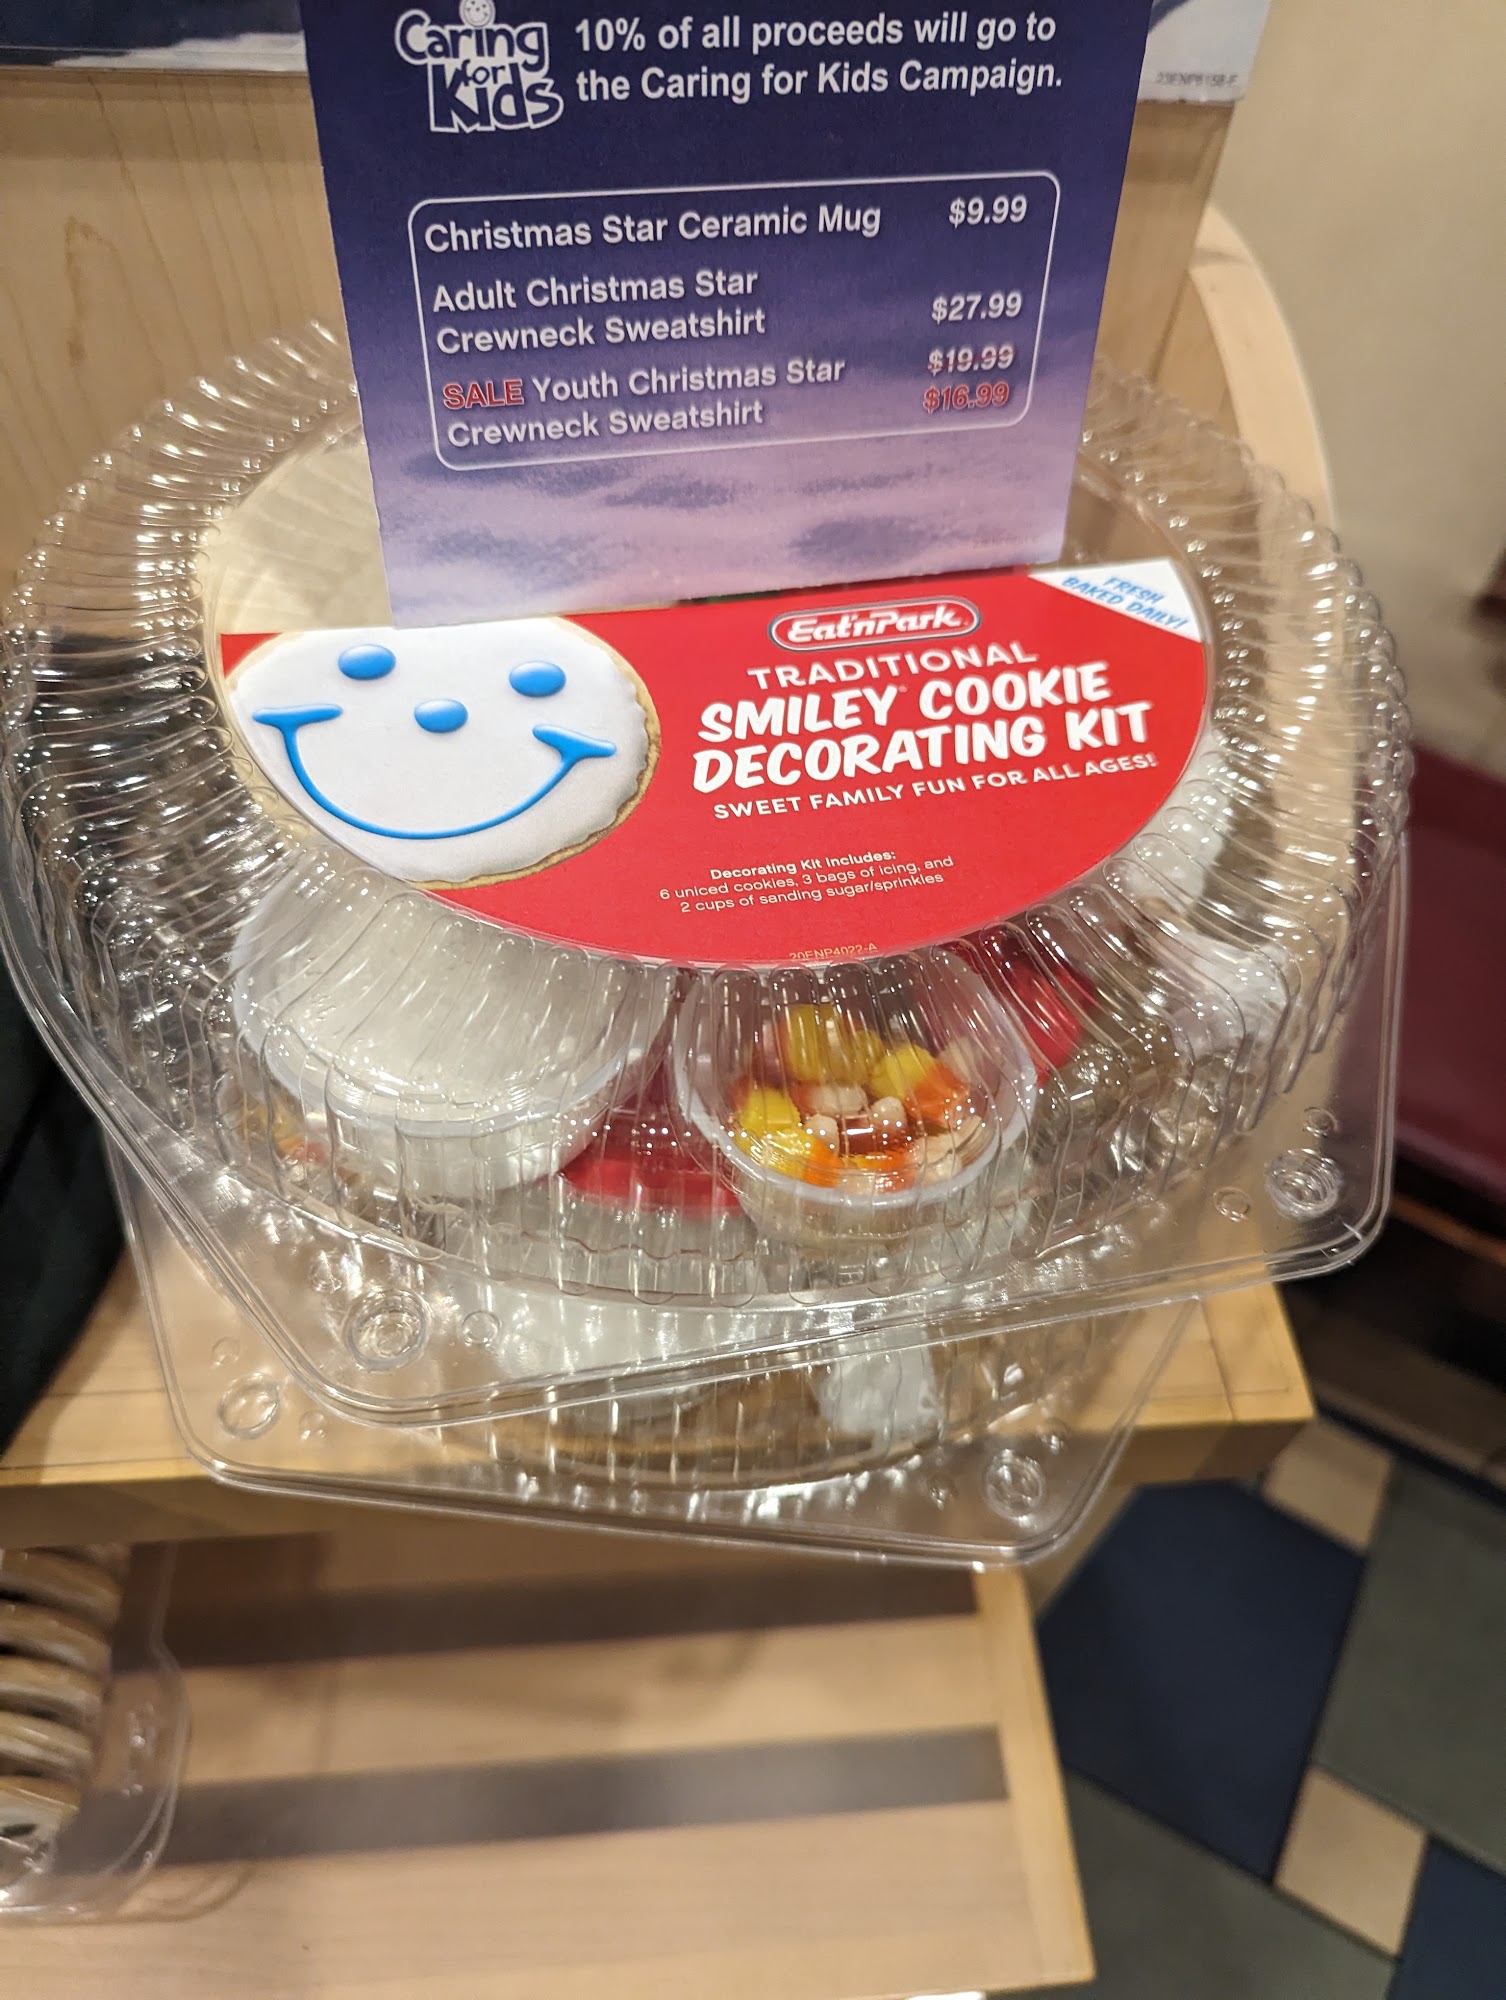 Caring
for
Kids
10% of all proceeds will go to
the Caring for Kids Campaign.
Christmas Star Ceramic Mug $9.99
Adult Christmas Star
Crewneck Sweatshirt $27.99
SALE Youth Christmas Star $19.99
Crewneck Sweatshirt $16.99
FRESH
BAKED DAILY!
Eat'nPark
TRADITIONAL
SMILEY COOKIE
DECORATING KIT
SWEET FAMILY FUN FOR ALL AGES!
Decorating Kit Includes:
6 uniced cookies, 3 bags of icing, and
2 cups of sanding sugar/sprinkles
20ENP4022-A